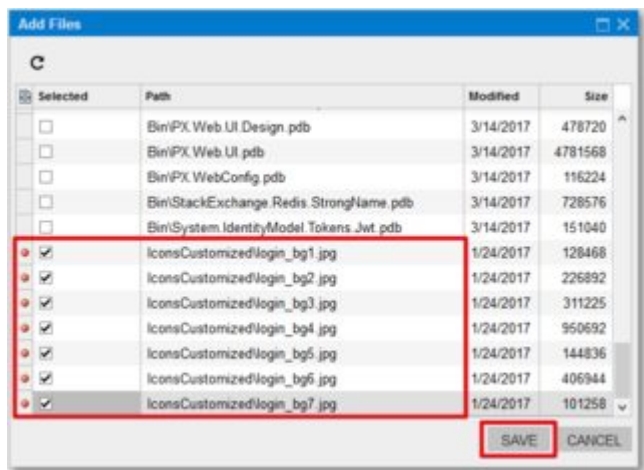 Add Files
Selected Path Modified Size
Bin\PX.Web.UI.Design.pdb 3/14/2017 478720
Bin\PX.Web.UI.pdb 3/14/2017 4781568
Bin\PX.WebConfig.pdb 3/14/2017 116224
Bin\StackExchange.Redis.StrongName.pdb 3/14/2017 728576
Bin\System.IdentityModel.Tokens.Jwt.pdb 3/14/2017 151040
IconsCustomized\login_bg1.jpg 1/24/2017 128468
IconsCustomized\login_bg2.jpg 1/24/2017 226892
IconsCustomized\login_bg3.jpg 1/24/2017 311225
IconsCustomized\login_bg4.jpg 1/24/2017 950692
IconsCustomized\login_bg5.jpg 1/24/2017 144836
IconsCustomized\login_bg6.jpg 1/24/2017 406944
IconsCustomized\login_bg7.jpg 1/24/2017 101258
SAVE CANCEL